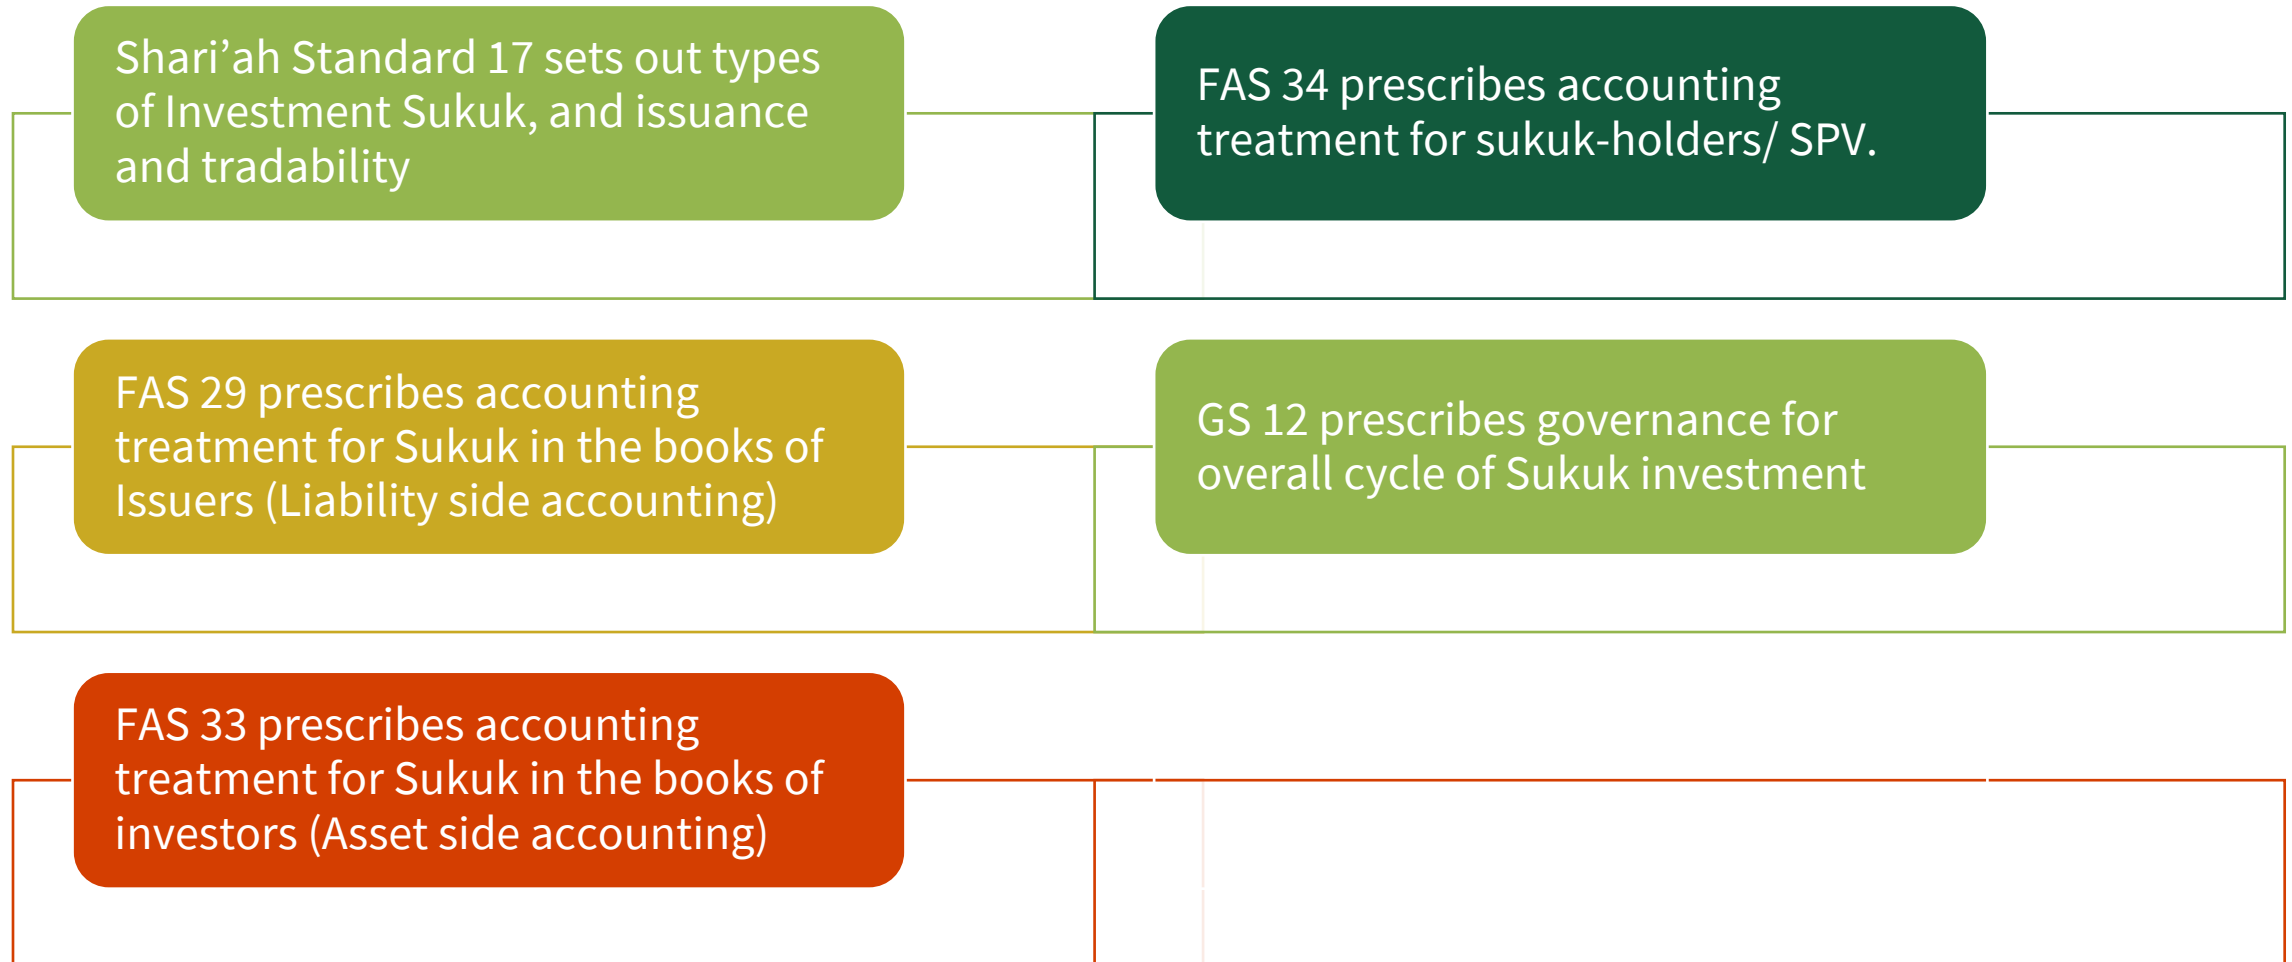 Shari’ah Standard 17 sets out types
of Investment Sukuk, and issuance
and tradability
FAS 34 prescribes accounting
treatment for sukuk-holders/ SPV.
FAS 29 prescribes accounting
treatment for Sukuk in the books of
Issuers (Liability side accounting)
GS 12 prescribes governance for
overall cycle of Sukuk investment
FAS 33 prescribes accounting
treatment for Sukuk in the books of
investors (Asset side accounting)